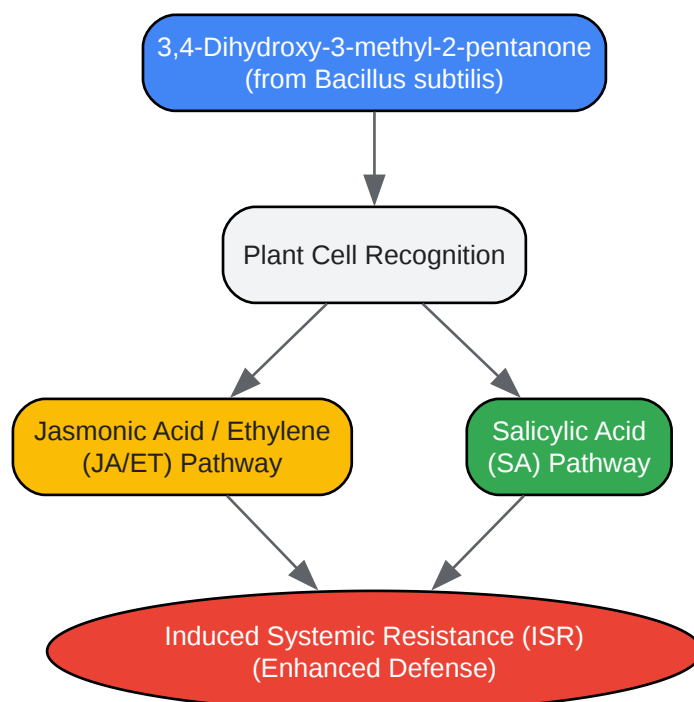 3,4-Dihydroxy-3-methyl-2-pentanone
(from Bacillus subtilis)
Plant Cell Recognition
Jasmonic Acid / Ethylene
(JA/ET) Pathway
Salicylic Acid
(SA) Pathway
Induced Systemic Resistance (ISR)
(Enhanced Defense)